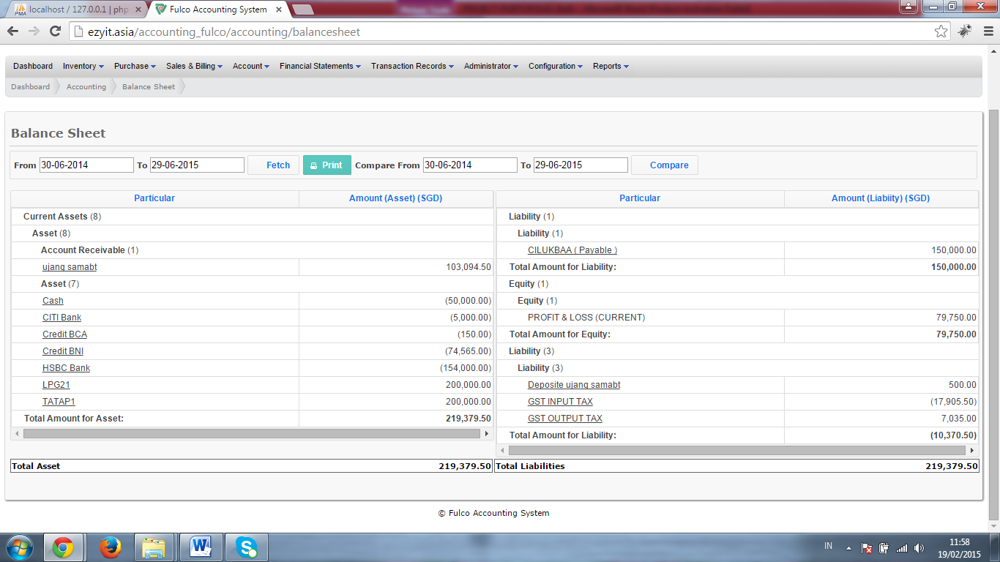 localhost / 127.0.0.1 | php
Fulco Accounting System
ezyit.asia/accounting_fulco/accounting/balancesheet
Dashboard Inventory Purchase Sales & Billing Account Financial Statements Transaction Records Administrator Configuration Reports
Dashboard Accounting Balance Sheet
Balance Sheet
From 30-06-2014 To 29-06-2015 Fetch Print Compare From 30-06-2014 To 29-06-2015 Compare
Particular Amount (Asset) (SGD)
Current Assets (8)
Asset (8)
Account Receivable (1)
ujang samabt 103,094.50
Asset (7)
Cash (50,000.00)
CITI Bank (5,000.00)
Credit BCA (150.00)
Credit BNI (74,565.00)
HSBC Bank (154,000.00)
LPG21 200,000.00
TATAP1 200,000.00
Total Amount for Asset: 219,379.50
Total Asset 219,379.50
Particular Amount (Liabiity) (SGD)
Liability (1)
Liability (1)
CILUKBAA ( Payable ) 150,000.00
Total Amount for Liability: 150,000.00
Equity (1)
Equity (1)
PROFIT & LOSS (CURRENT) 79,750.00
Total Amount for Equity: 79,750.00
Liability (3)
Liability (3)
Deposite ujang samabt 500.00
GST INPUT TAX (17,905.50)
GST OUTPUT TAX 7,035.00
Total Amount for Liability: (10,370.50)
Total Liabilities 219,379.50
© Fulco Accounting System
IN
11:58
19/02/2015